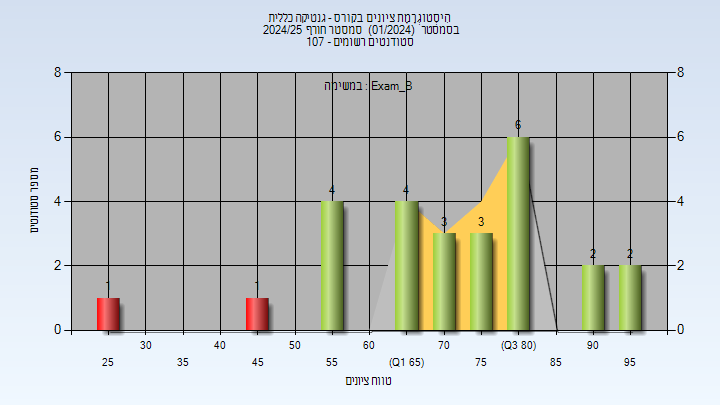 היסטוגרמת ציונים בקורס - גנטיקה כללית
בסמסטר (01/2024) סמסטר חורף 2024/25
סטודנטים רשומים - 107
במשימה : Exam_B
8 8
6 6
4 4
2 2
0 0
מספר סטודנטים
1 1 4 4 3 3 6 2 2
30 40 50 60 70 (Q3 80) 90
25 35 45 55 (Q1 65) 75 85 95
טווח ציונים